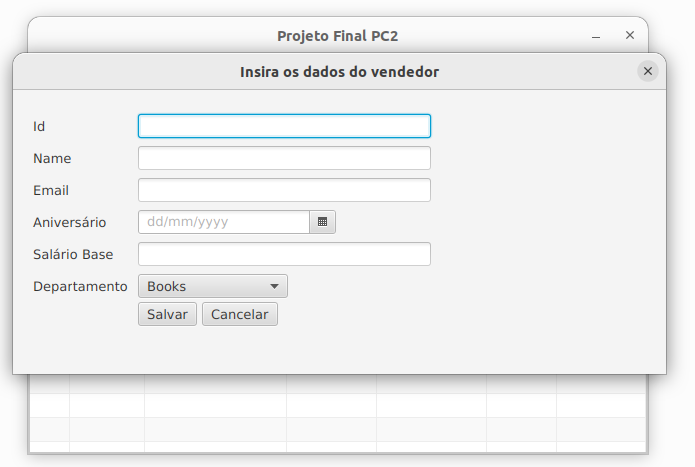 Projeto Final PC2
Insira os dados do vendedor
Id
Name
Email
Aniversário dd/mm/yyyy
Salário Base
Departamento Books
Salvar Cancelar